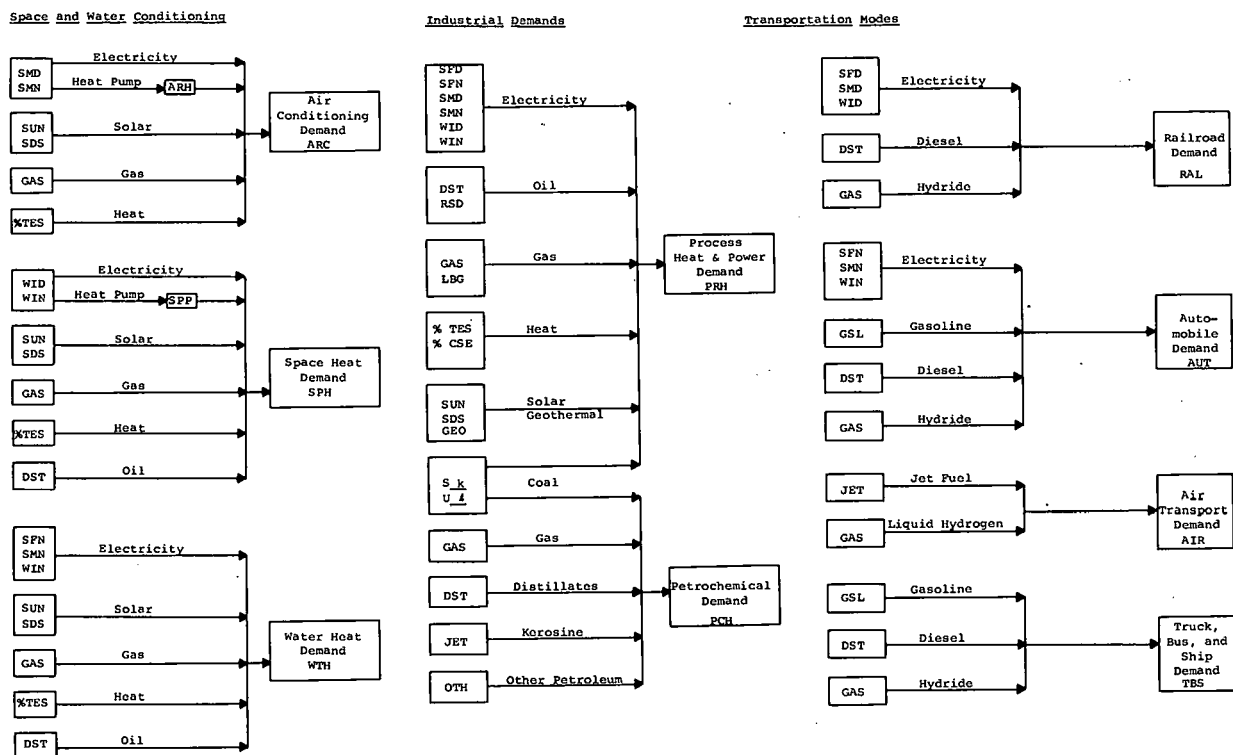 Space and Water Conditioning
Electricity
SMD
SMN
Heat Pump
ARH
SUN
SDS
Solar
GAS
Gas
%TES
Heat
Air
Conditioning
Demand
ARC
Electricity
WID
WIN
Heat Pump
SPP
SUN
SDS
Solar
GAS
Gas
%TES
Heat
DST
Oil
Space Heat
Demand
SPH
SFN
SMN
WIN
Electricity
SUN
SDS
Solar
GAS
Gas
%TES
Heat
DST
Oil
Water Heat
Demand
WTH
Industrial Demands
SFD
SFN
SMD
SMN
WID
WIN
Electricity
DST
RSD
Oil
GAS
LBG
Gas
% TES
% CSE
Heat
SUN
SDS
GEO
Solar
Geothermal
Process
Heat & Power
Demand
PRH
S k
U ℓ
Coal
GAS
Gas
DST
Distillates
JET
Kerosine
OTH
Other Petroleum
Petrochemical
Demand
PCH
Transportation Modes
SFD
SMD
WID
Electricity
DST
Diesel
GAS
Hydride
Railroad
Demand
RAL
SFN
SMN
WIN
Electricity
GSL
Gasoline
DST
Diesel
GAS
Hydride
Auto-
mobile
Demand
AUT
JET
Jet Fuel
GAS
Liquid Hydrogen
Air
Transport
Demand
AIR
GSL
Gasoline
DST
Diesel
GAS
Hydride
Truck,
Bus, and
Ship
Demand
TBS